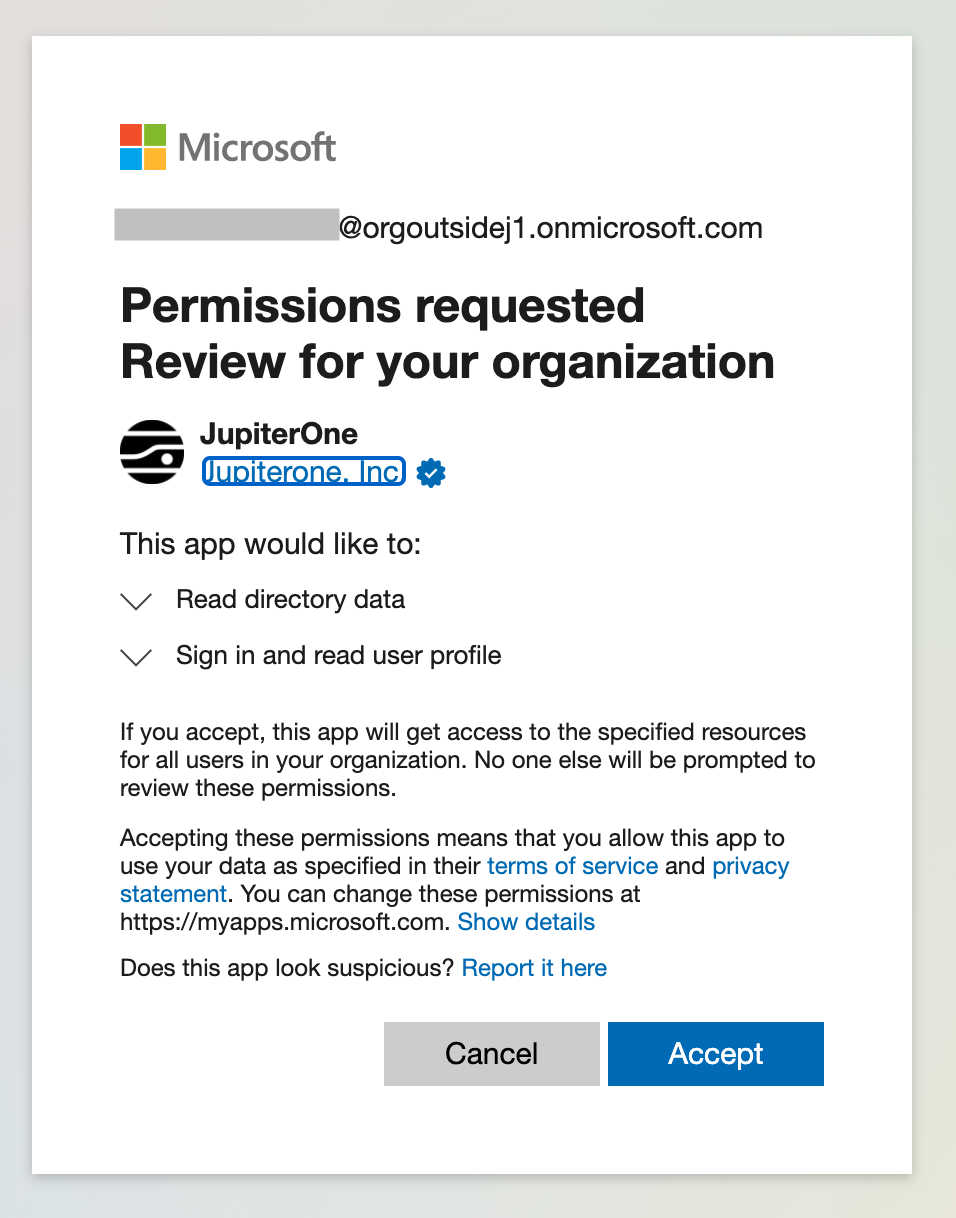 Microsoft
@orgoutsidej1.onmicrosoft.com
Permissions requested
Review for your organization
JupiterOne
Jupiterone, Inc
This app would like to:
Read directory data
Sign in and read user profile
If you accept, this app will get access to the specified resources
for all users in your organization. No one else will be prompted to
review these permissions.
Accepting these permissions means that you allow this app to
use your data as specified in their terms of service and privacy
statement. You can change these permissions at
https://myapps.microsoft.com. Show details
Does this app look suspicious? Report it here
Cancel
Accept